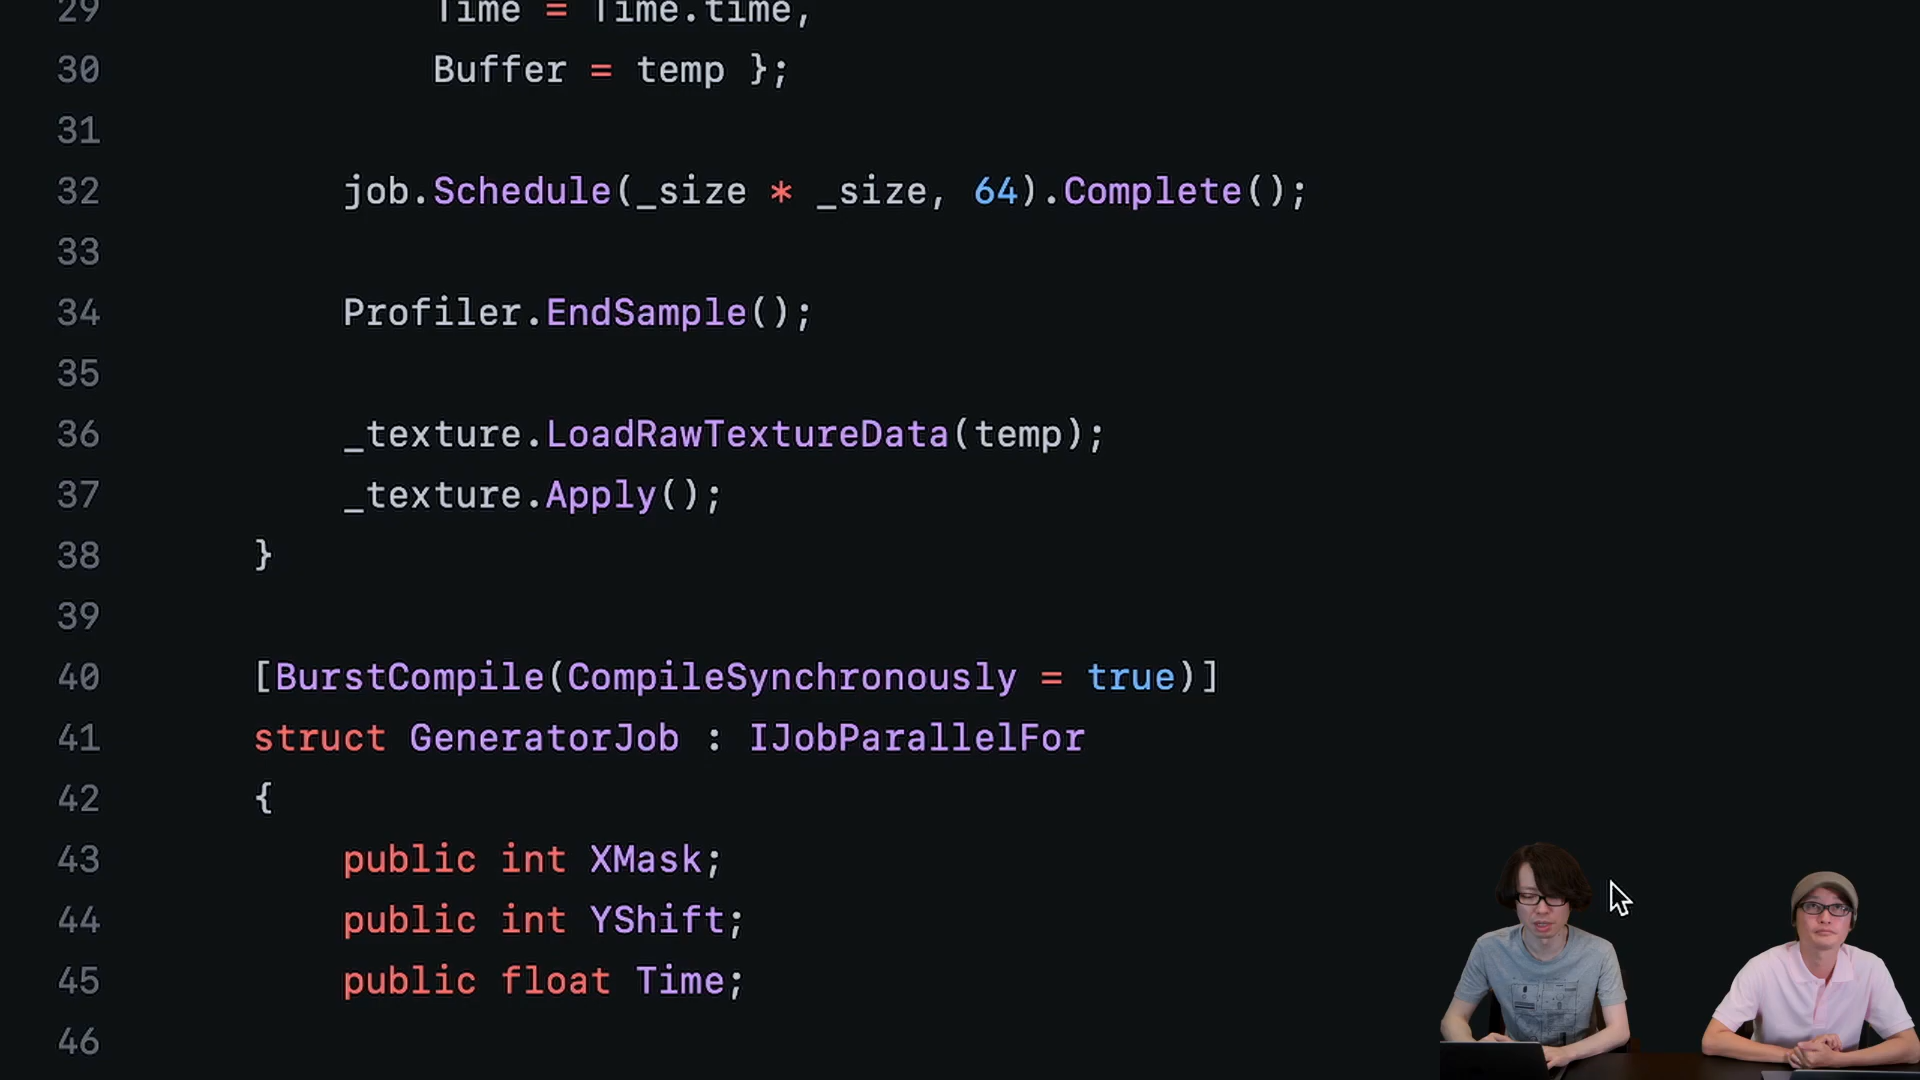 29 Time = Time.time,
30 Buffer = temp };
31
32 job.Schedule(_size * _size, 64).Complete();
33
34 Profiler.EndSample();
35
36 _texture.LoadRawTextureData(temp);
37 _texture.Apply();
38 }
39
40 [BurstCompile(CompileSynchronously = true)]
41 struct GeneratorJob : IJobParallelFor
42 {
43 public int XMask;
44 public int YShift;
45 public float Time;
46